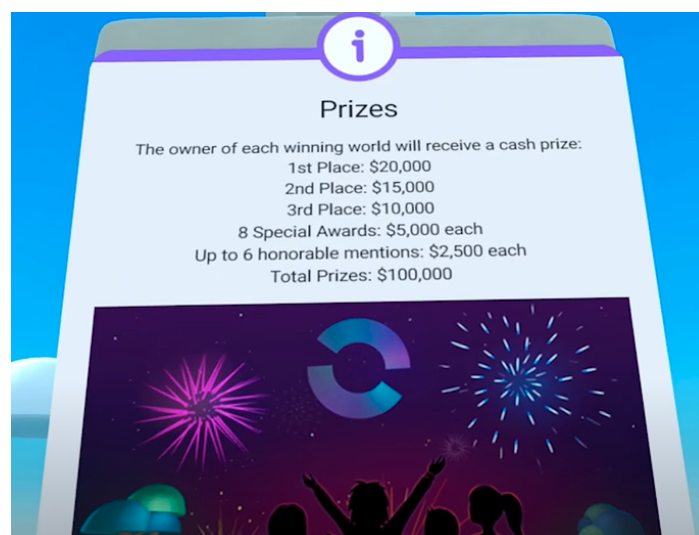 Prizes
The owner of each winning world will receive a cash prize:
1st Place: $20,000
2nd Place: $15,000
3rd Place: $10,000
8 Special Awards: $5,000 each
Up to 6 honorable mentions: $2,500 each
Total Prizes: $100,000